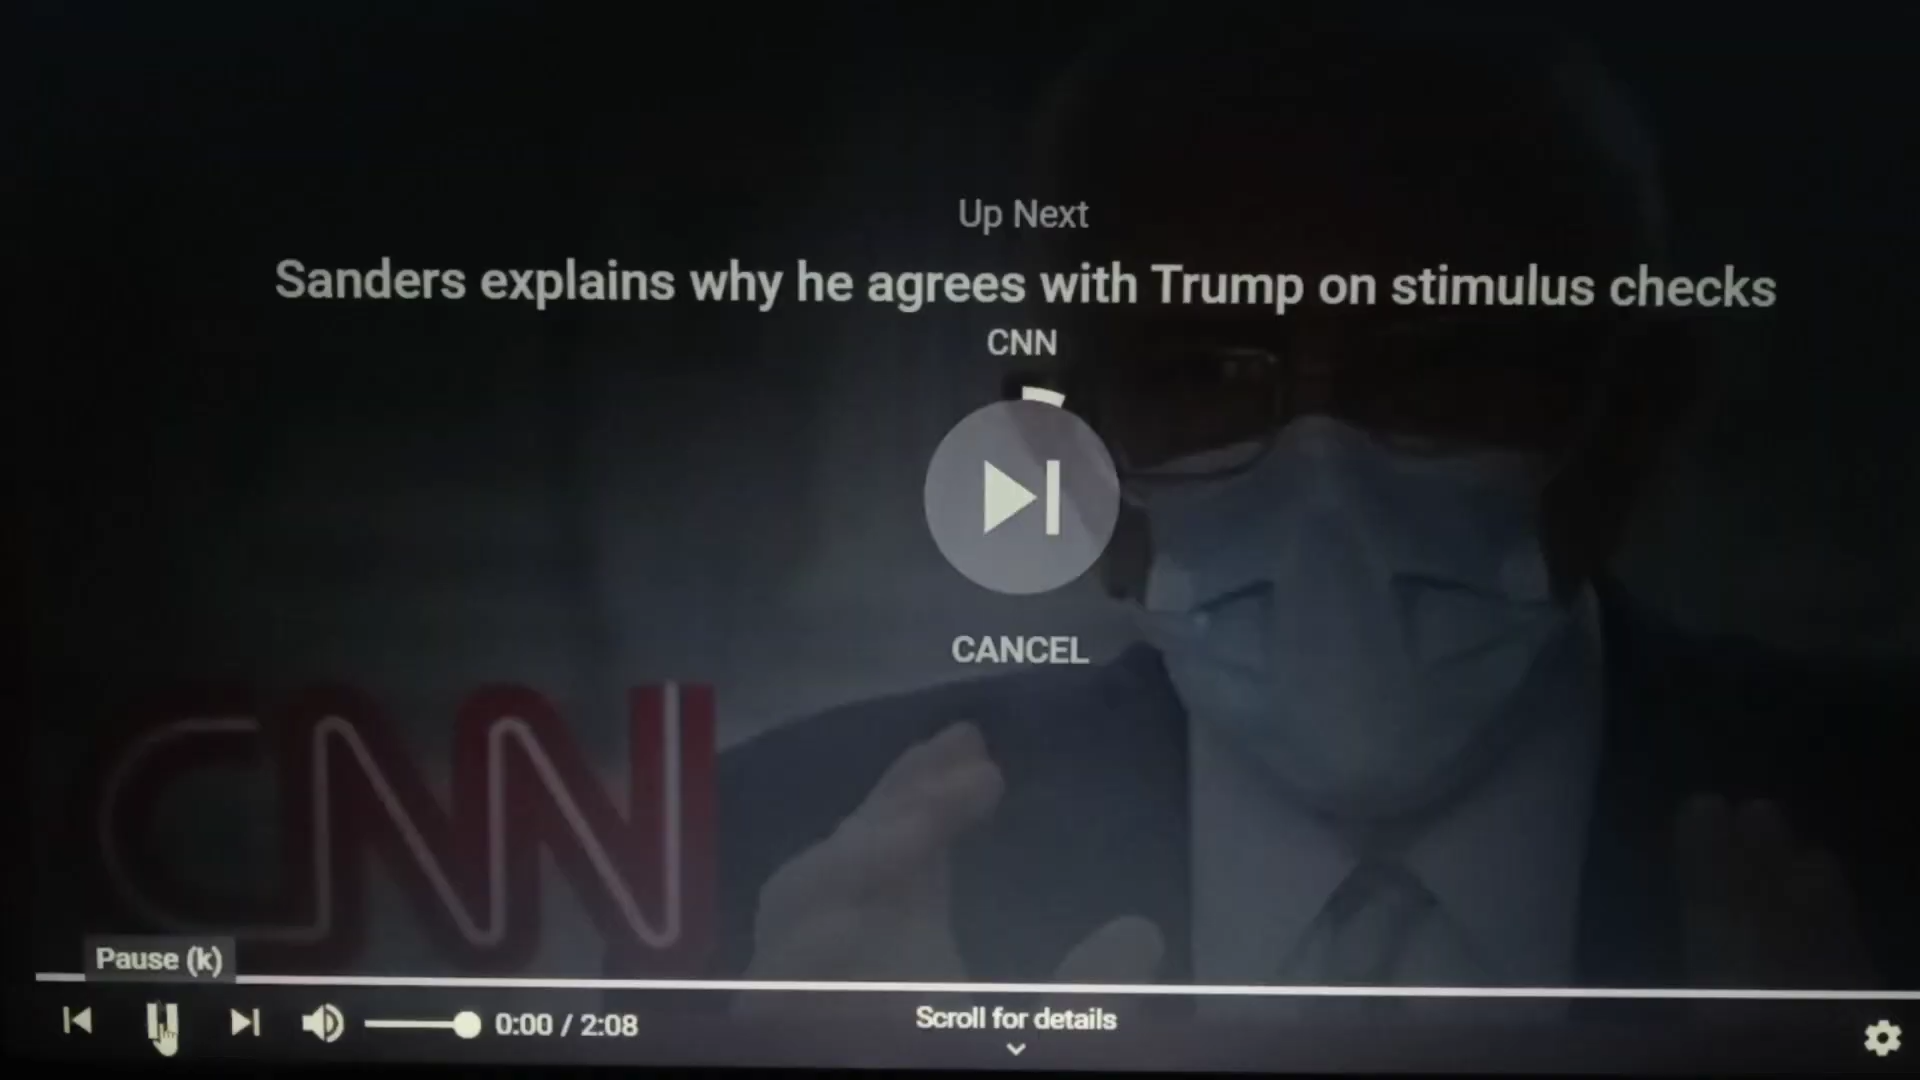 Up Next
Sanders explains why he agrees with Trump on stimulus checks
CNN
CANCEL
CNN
Pause (k)
0:00 / 2:08
Scroll for details